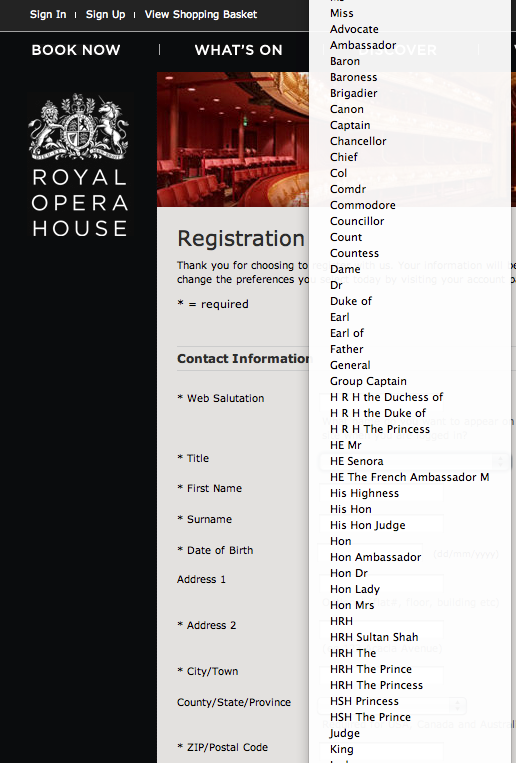 Sign In
Sign Up
View Shopping Basket
BOOK NOW
WHAT'S ON
ROYAL
OPERA
HOUSE
Registration
Thank you for choosing to
change the preferences you
* = required
Contact Information
* Web Salutation
* Title
* First Name
* Surname
* Date of Birth
(dd/mm/yyyy)
Address 1
* Address 2
* City/Town
County/State/Province
* ZIP/Postal Code
Miss
Advocate
Ambassador
Baron
Baroness
Brigadier
Canon
Captain
Chancellor
Chief
Col
Comdr
Commodore
Councillor
Count
Countess
Dame
Dr
Duke of
Earl
Earl of
Father
General
Group Captain
H R H the Duchess of
H R H the Duke of
H R H The Princess
HE Mr
HE Senora
HE The French Ambassador M
His Highness
His Hon
His Hon Judge
Hon
Hon Ambassador
Hon Dr
Hon Lady
Hon Mrs
HRH
HRH Sultan Shah
HRH The
HRH The Prince
HRH The Princess
HSH Princess
HSH The Prince
Judge
King